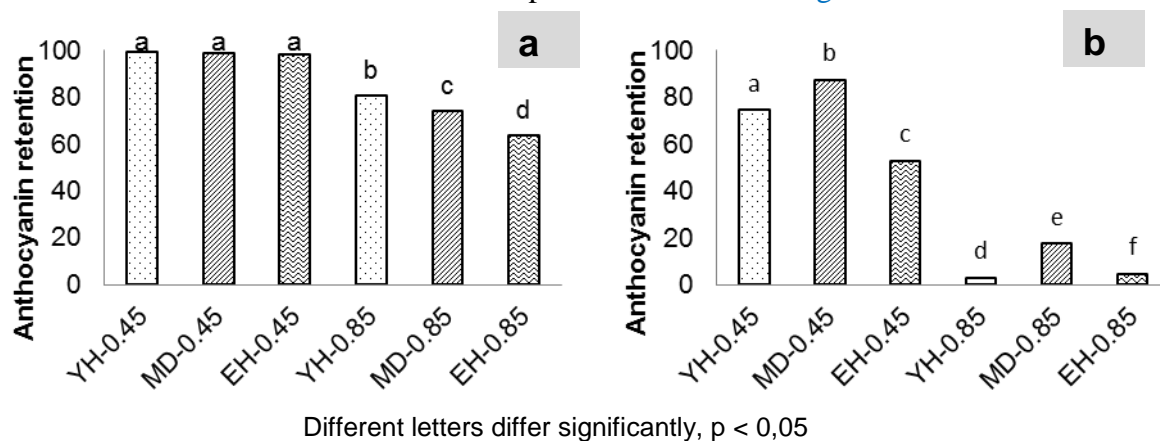 a
Anthocyanin retention
100
80
60
40
20
0
a
a
a
b
c
d
YH-0.45
MD-0.45
EH-0.45
YH-0.85
MD-0.85
EH-0.85
b
Anthocyanin retention
100
80
60
40
20
0
a
b
c
d
e
f
YH-0.45
MD-0.45
EH-0.45
YH-0.85
MD-0.85
EH-0.85
Different letters differ significantly, p < 0,05